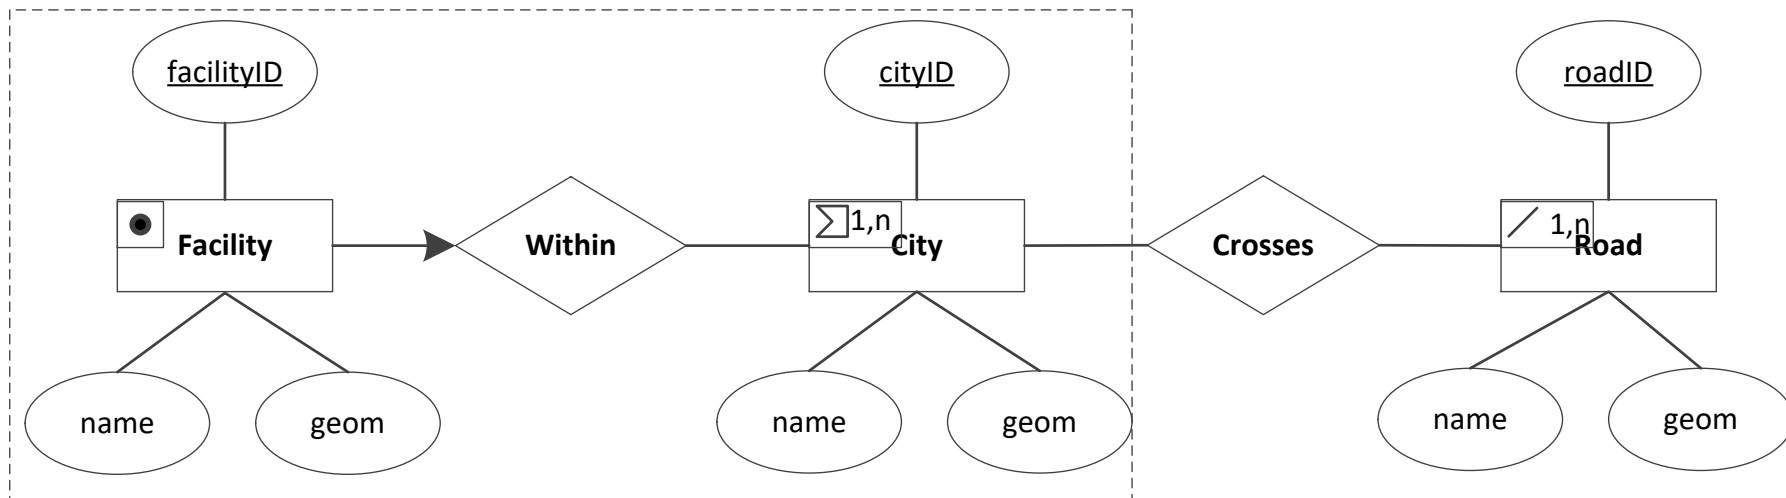 facilityID
cityID
roadID
1,n
1,n
Facility
Within
City
Crosses
Road
name
geom
name
geom
name
geom